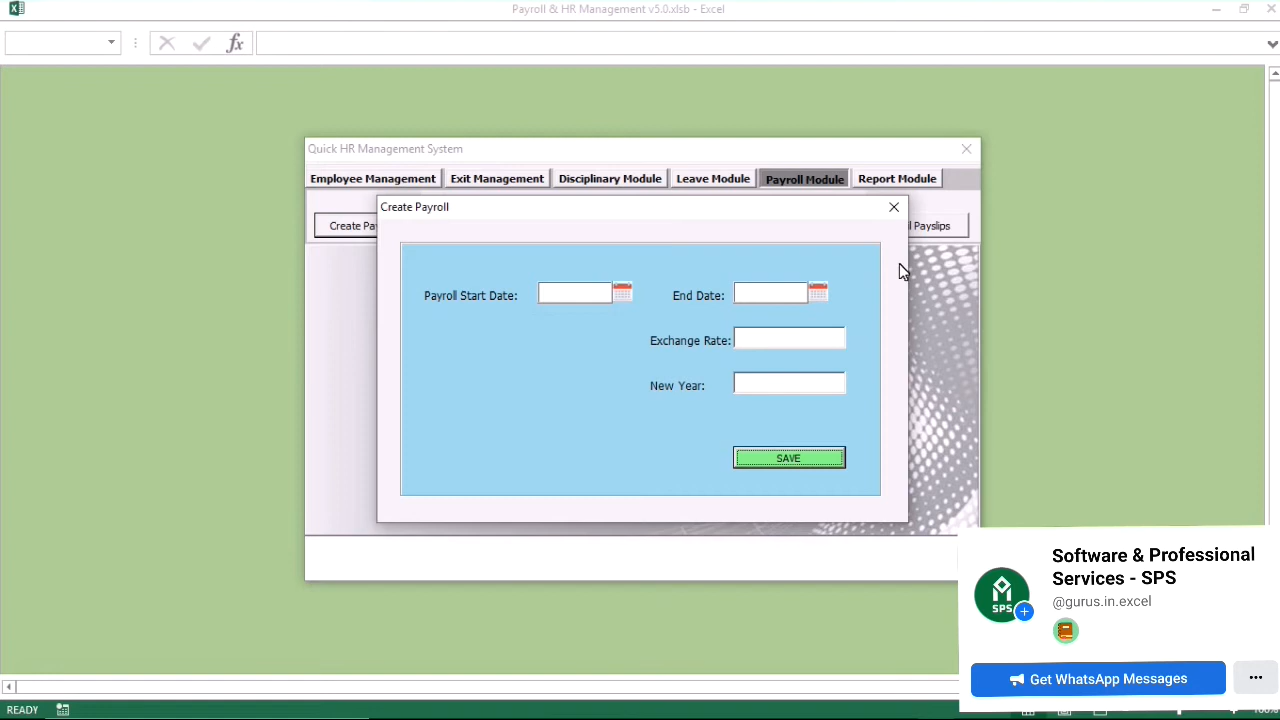 Payroll & HR Management v5.0.xlsb - Excel
fx
Quick HR Management System
Employee Management Exit Management Disciplinary Module Leave Module Payroll Module Report Module
Create Payroll
Create Pa
l Payslips
Payroll Start Date: End Date:
Exchange Rate:
New Year:
SAVE
Software & Professional
Services - SPS
SPS
@gurus.in.excel
Get WhatsApp Messages
READY